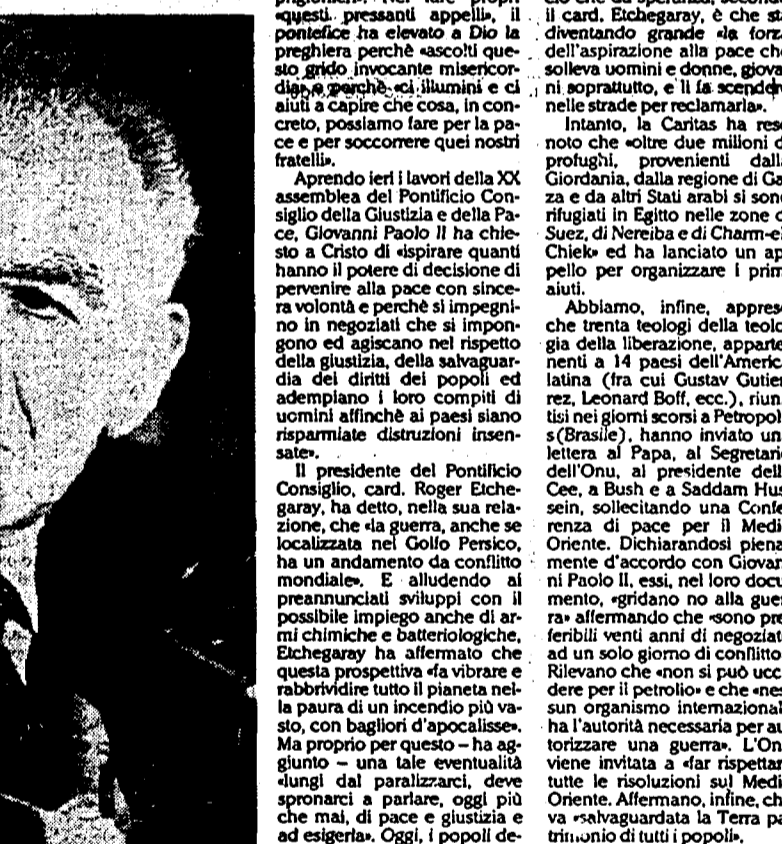 «questi pressanti appelli», il
pontefice ha elevato a Dio la
preghiera perchè «ascolti que-
sto grido invocante misericor-
dia» e perchè «ci illumini e ci
aiuti a capire che cosa, in con-
creto, possiamo fare per la pa-
ce e per soccorrere quei nostri
fratelli».
Aprendo ieri i lavori della XX
assemblea del Pontificio Con-
siglio della Giustizia e della Pa-
ce, Giovanni Paolo II ha chie-
sto a Cristo di «ispirare quanti
hanno il potere di decisione di
pervenire alla pace con since-
ra volontà e perchè si impegni-
no in negoziati che si impon-
gono ed agiscano nel rispetto
della giustizia, della salvaguar-
dia dei diritti dei popoli ed
adempiano i loro compiti di
uomini affinchè ai paesi siano
risparmiate distruzioni insen-
sate».
Il presidente del Pontificio
Consiglio, card. Roger Etche-
garay, ha detto, nella sua rela-
zione, che «la guerra, anche se
localizzata nel Golfo Persico,
ha un andamento da conflitto
mondiale». E alludendo ai
preannunciati sviluppi con il
possibile impiego anche di ar-
mi chimiche e batteriologiche,
Etchegaray ha affermato che
questa prospettiva «fa vibrare e
rabbrividire tutto il pianeta nel-
la paura di un incendio più va-
sto, con bagliori d'apocalisse».
Ma proprio per questo – ha ag-
giunto – una tale eventualità
«lungi dal paralizzarci, deve
spronarci a parlare, oggi più
che mai, di pace e giustizia e
ad esigerla». Oggi, i popoli de-
il card. Etchegaray, è che st
diventando grande «la forza
dell'aspirazione alla pace che
solleva uomini e donne, giova
ni soprattutto, e li fa scendere
nelle strade per reclamarla».
Intanto, la Caritas ha reso
noto che «oltre due milioni d
profughi, provenienti dalla
Giordania, dalla regione di Ga
za e da altri Stati arabi si sono
rifugiati in Egitto nelle zone d
Suez, di Nereiba e di Charm-el
Chiek» ed ha lanciato un ap
pello per organizzare i prim
aiuti.
Abbiamo, infine, appreso
che trenta teologi della teolo
gia della liberazione, apparte
nenti a 14 paesi dell'Americ
latina (fra cui Gustav Gutier
rez, Leonard Boff, ecc.), riun
tisi nei giorni scorsi a Petropol
s(Brasile), hanno inviato un
lettera al Papa, al Segretari
dell'Onu, al presidente dell
Cee, a Bush e a Saddam Hus
sein, sollecitando una Confe
renza di pace per il Medi
Oriente. Dichiarandosi piena
mente d'accordo con Giovan
ni Paolo II, essi, nel loro docu
mento, «gridano no alla guer
ra» affermando che «sono pre
feribili venti anni di negoziat
ad un solo giorno di conflitto
Rilevano che «non si può ucci
dere per il petrolio» e che «nes
sun organismo internazional
ha l'autorità necessaria per au
torizzare una guerra». L'On
viene invitata a «far rispettar
tutte le risoluzioni sul Medi
Oriente. Affermano, infine, ch
va «salvaguardata la Terra pa
trimonio di tutti i popoli».